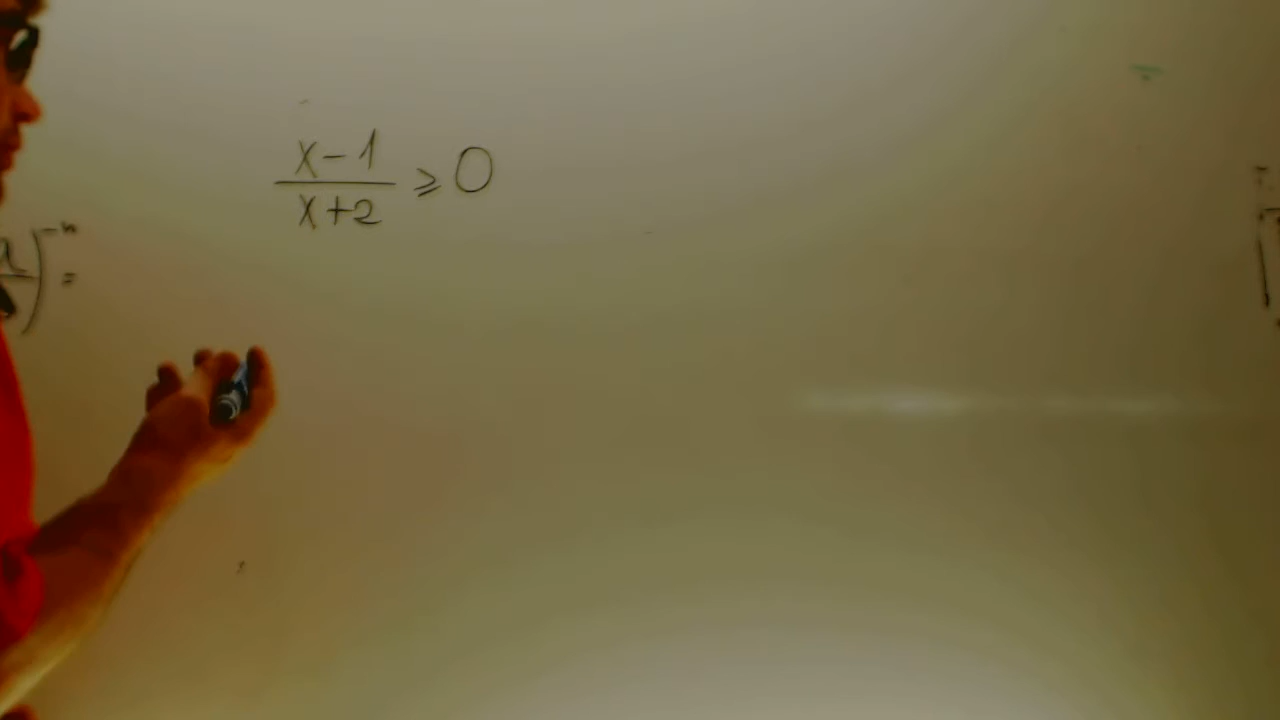 x-1
x+2 ⩾ 0
)^-n =